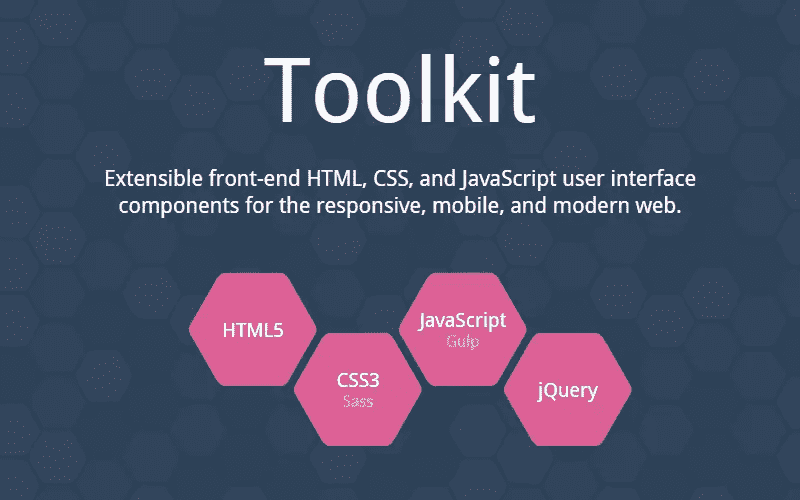 Toolkit
Extensible front-end HTML, CSS, and JavaScript user interface
components for the responsive, mobile, and modern web.
HTML5
CSS3
Sass
JavaScript
Gulp
jQuery